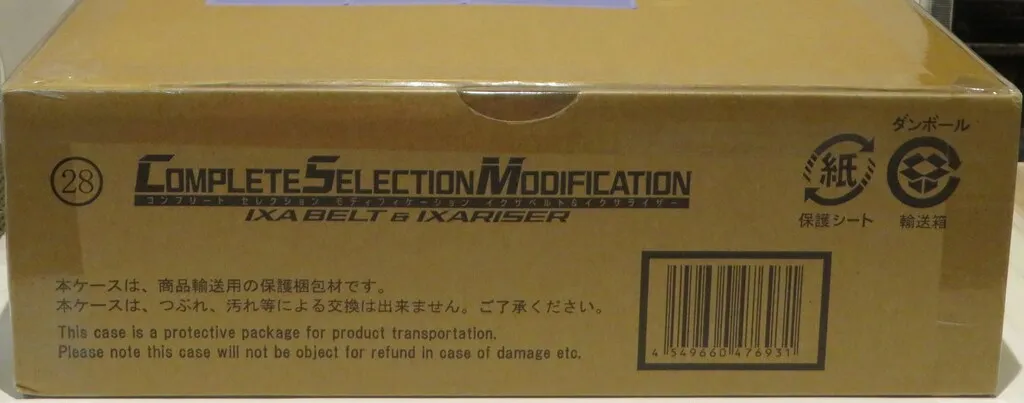 28
COMPLETE SELECTION MODIFICATION
コンプリート セレクション モディフィケーション イクサベルト&イクサライザー
IXA BELT & IXARISER
ダンボール
紙
保護シート
輸送箱
本ケースは、商品輸送用の保護梱包材です。
本ケースは、つぶれ、汚れ等による交換は出来ません。ご了承ください。
This case is a protective package for product transportation.
Please note this case will not be object for refund in case of damage etc.
4 549660 476931